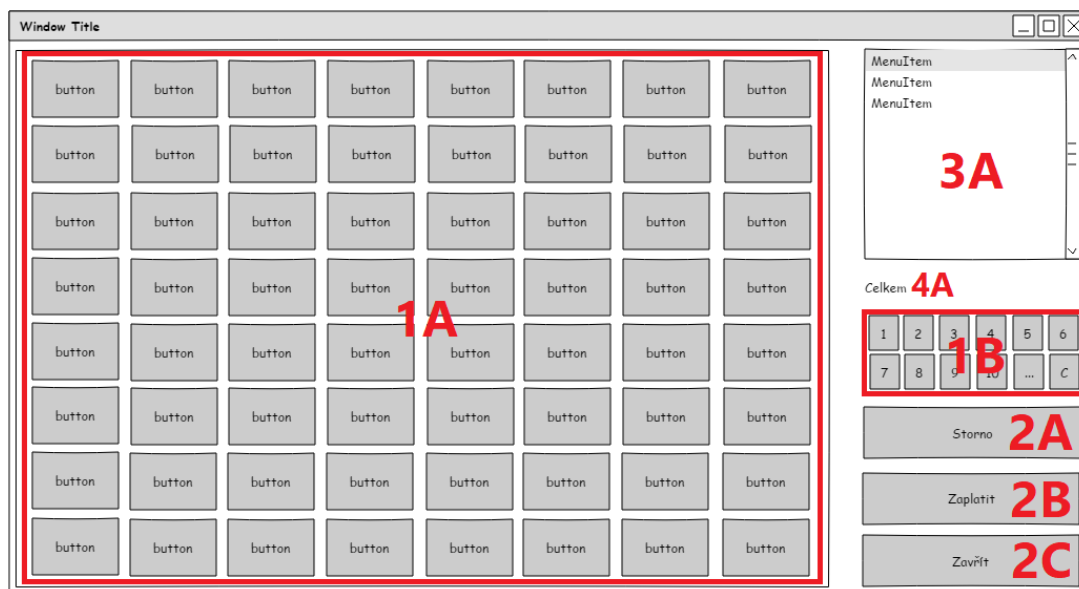 Window Title
button button button button button button button button
button button button button button button button button
button button button button button button button button
button button button button button button button button
button button button button button button button button
button button button button button button button button
button button button button button button button button
button button button button button button button button
1A
MenuItem
MenuItem
MenuItem
3A
Celkem 4A
1 2 3 4 5 6
7 8 9 10 ... C
1B
Storno 2A
Zaplatit 2B
Zavřít 2C